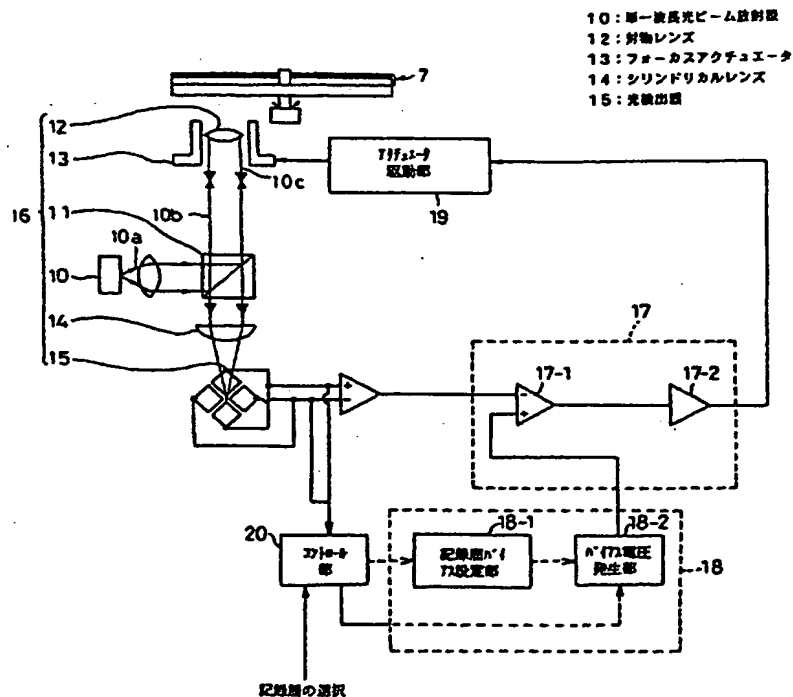 10：単一波長光ビーム放射器
12：対物レンズ
13：フォーカスアクチュエータ
14：シリンドリカルレンズ
15：光検出器
7
12
13
10c
アクチュエータ
駆動部
19
16
11
10b
10a
10
14
15
17
17-1
17-2
20
コントロール
部
18-1
記録層バイ
アス設定部
18-2
バイアス電圧
発生部
18
記録層の選択